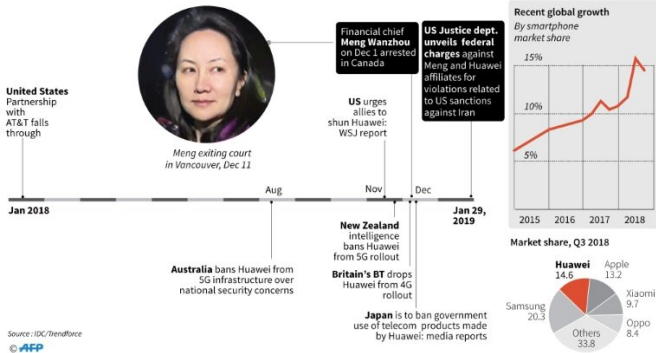 United States
Partnership
with
AT&T falls
through
Meng exiting court
in Vancouver, Dec 11
Financial chief
Meng Wanzhou
on Dec 1 arrested
in Canada
US urges
allies to
shun Huawei:
WSJ report
US Justice dept.
unveils federal
charges against
Meng and Huawei
affiliates for
violations related
to US sanctions
against Iran
Jan 2018
Aug
Nov
Dec
Jan 29,
2019
Australia bans Huawei from
5G infrastructure over
national security concerns
New Zealand
intelligence
bans Huawei
from 5G rollout
Britain's BT drops
Huawei from 4G
rollout
Japan is to ban government
use of telecom products made
by Huawei: media reports
Recent global growth
By smartphone
market share
15%
10%
5%
2015 2016 2017 2018
Market share, Q3 2018
Huawei
14.6
Apple
13.2
Xiaomi
9.7
Oppo
8.4
Others
33.8
Samsung
20.3
Source: IDC/Trendforce
© AFP